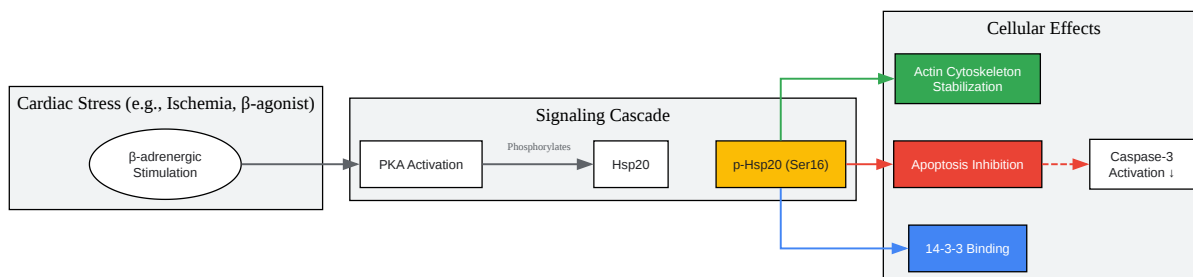 Cardiac Stress (e.g., Ischemia, β-agonist)
β-adrenergic
Stimulation
Signaling Cascade
PKA Activation
Phosphorylates
Hsp20
p-Hsp20 (Ser16)
Cellular Effects
Actin Cytoskeleton
Stabilization
Apoptosis Inhibition
Caspase-3
Activation ↓
14-3-3 Binding